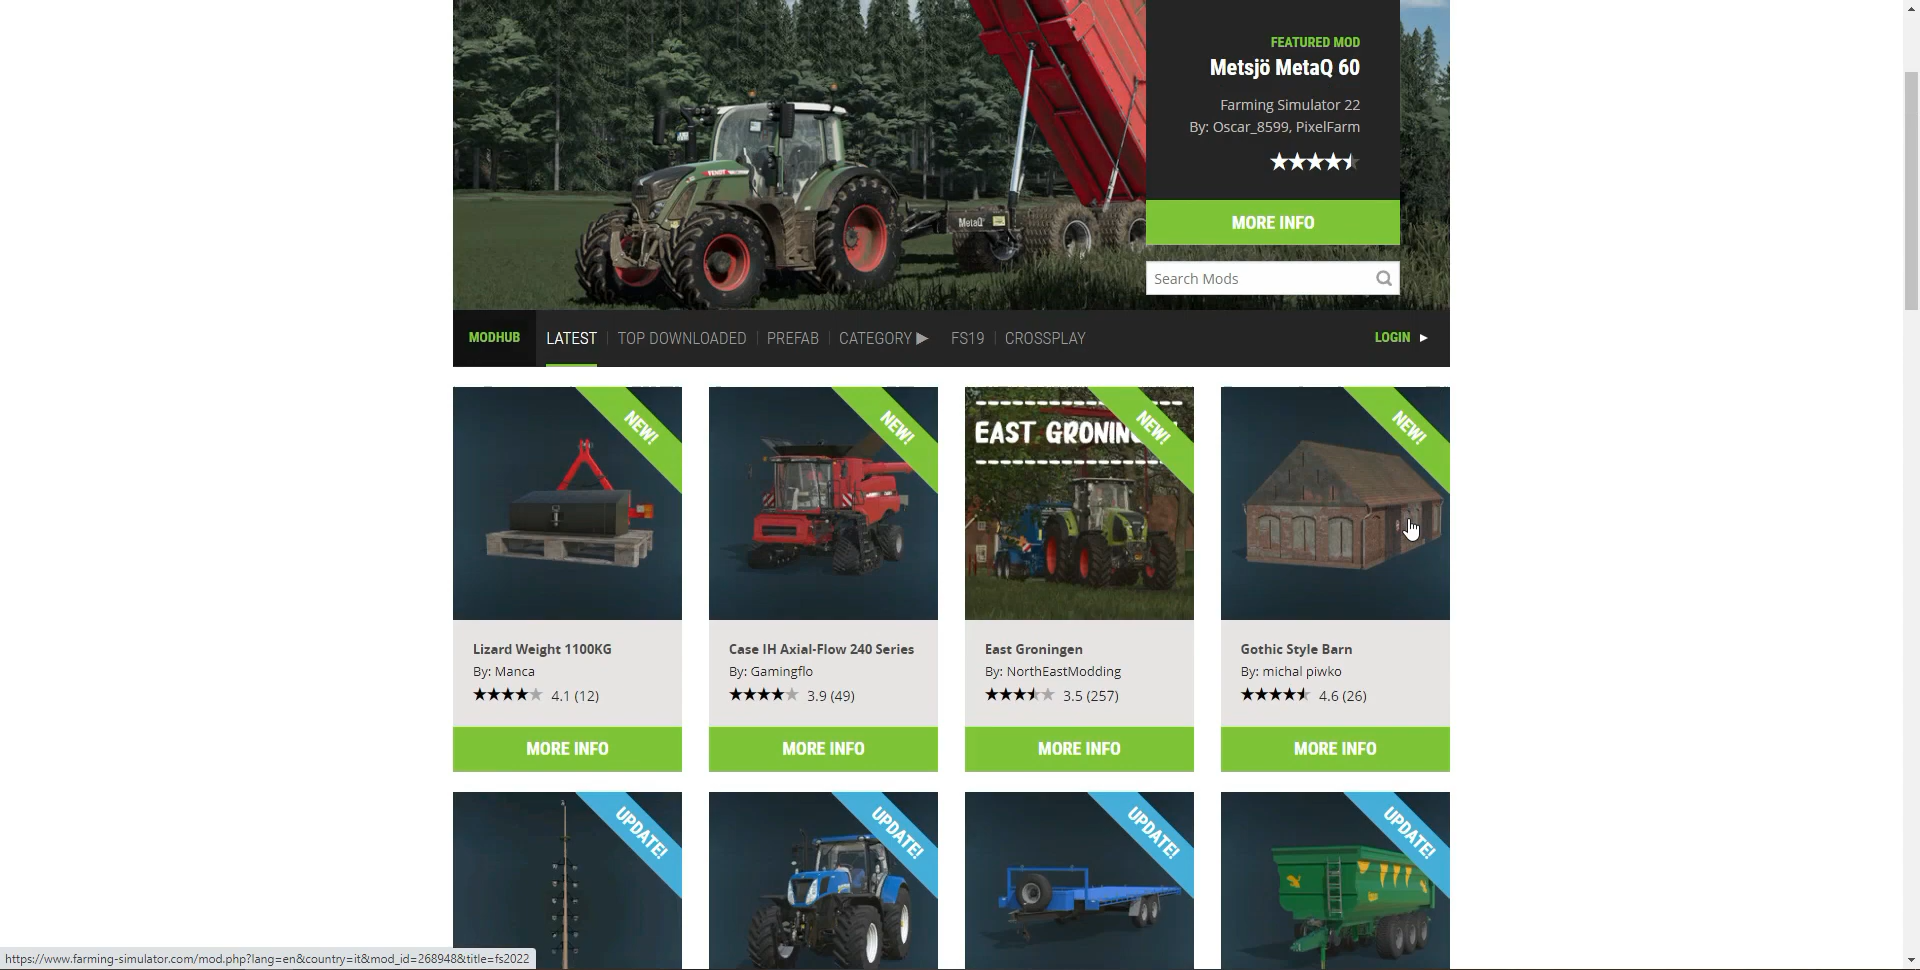 FEATURED MOD
Metsjö MetaQ 60
Farming Simulator 22
By: Oscar_8599, PixelFarm
MORE INFO
Search Mods
FENDT
MetaQ
MODHUB
LATEST
TOP DOWNLOADED
PREFAB
CATEGORY ▶
FS19
CROSSPLAY
LOGIN ▸
NEW!
NEW!
EAST GRONIN
NEW!
NEW!
Lizard Weight 1100KG
By: Manca
4.1 (12)
MORE INFO
Case IH Axial-Flow 240 Series
By: Gamingflo
3.9 (49)
MORE INFO
East Groningen
By: NorthEastModding
3.5 (257)
MORE INFO
Gothic Style Barn
By: michal piwko
4.6 (26)
MORE INFO
UPDATE!
UPDATE!
UPDATE!
UPDATE!
https://www.farming-simulator.com/mod.php?lang=en&country=it&mod_id=268948&title=fs2022